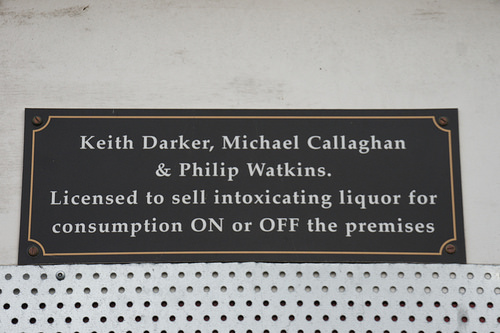 Keith Darker, Michael Callaghan
& Philip Watkins.
Licensed to sell intoxicating liquor for
consumption ON or OFF the premises